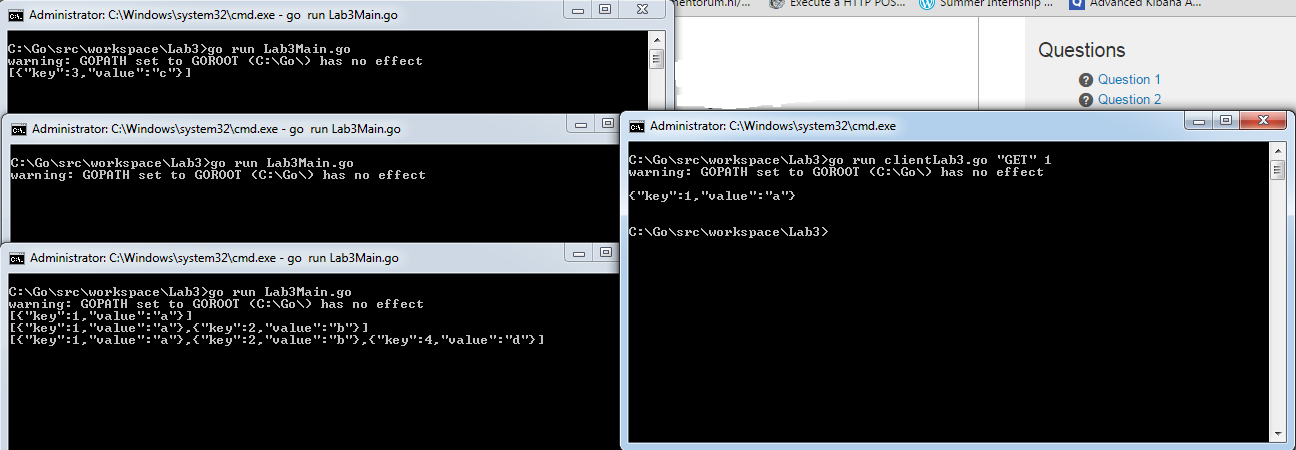 mentorum.nl/...
Execute a HTTP POS...
Summer Internship ...
Advanced Kibana A...
Administrator: C:\Windows\system32\cmd.exe - go  run Lab3Main.go
C:\Go\src\workspace\Lab3>go run Lab3Main.go
warning: GOPATH set to GOROOT (C:\Go\) has no effect
[{"key":3,"value":"c"}]
Administrator: C:\Windows\system32\cmd.exe - go  run Lab3Main.go
C:\Go\src\workspace\Lab3>go run Lab3Main.go
warning: GOPATH set to GOROOT (C:\Go\) has no effect
Administrator: C:\Windows\system32\cmd.exe - go  run Lab3Main.go
C:\Go\src\workspace\Lab3>go run Lab3Main.go
warning: GOPATH set to GOROOT (C:\Go\) has no effect
[{"key":1,"value":"a"}]
[{"key":1,"value":"a"},{"key":2,"value":"b"}]
[{"key":1,"value":"a"},{"key":2,"value":"b"},{"key":4,"value":"d"}]
Questions
Question 1
Question 2
Administrator: C:\Windows\system32\cmd.exe
C:\Go\src\workspace\Lab3>go run clientLab3.go "GET" 1
warning: GOPATH set to GOROOT (C:\Go\) has no effect
{"key":1,"value":"a"}
C:\Go\src\workspace\Lab3>